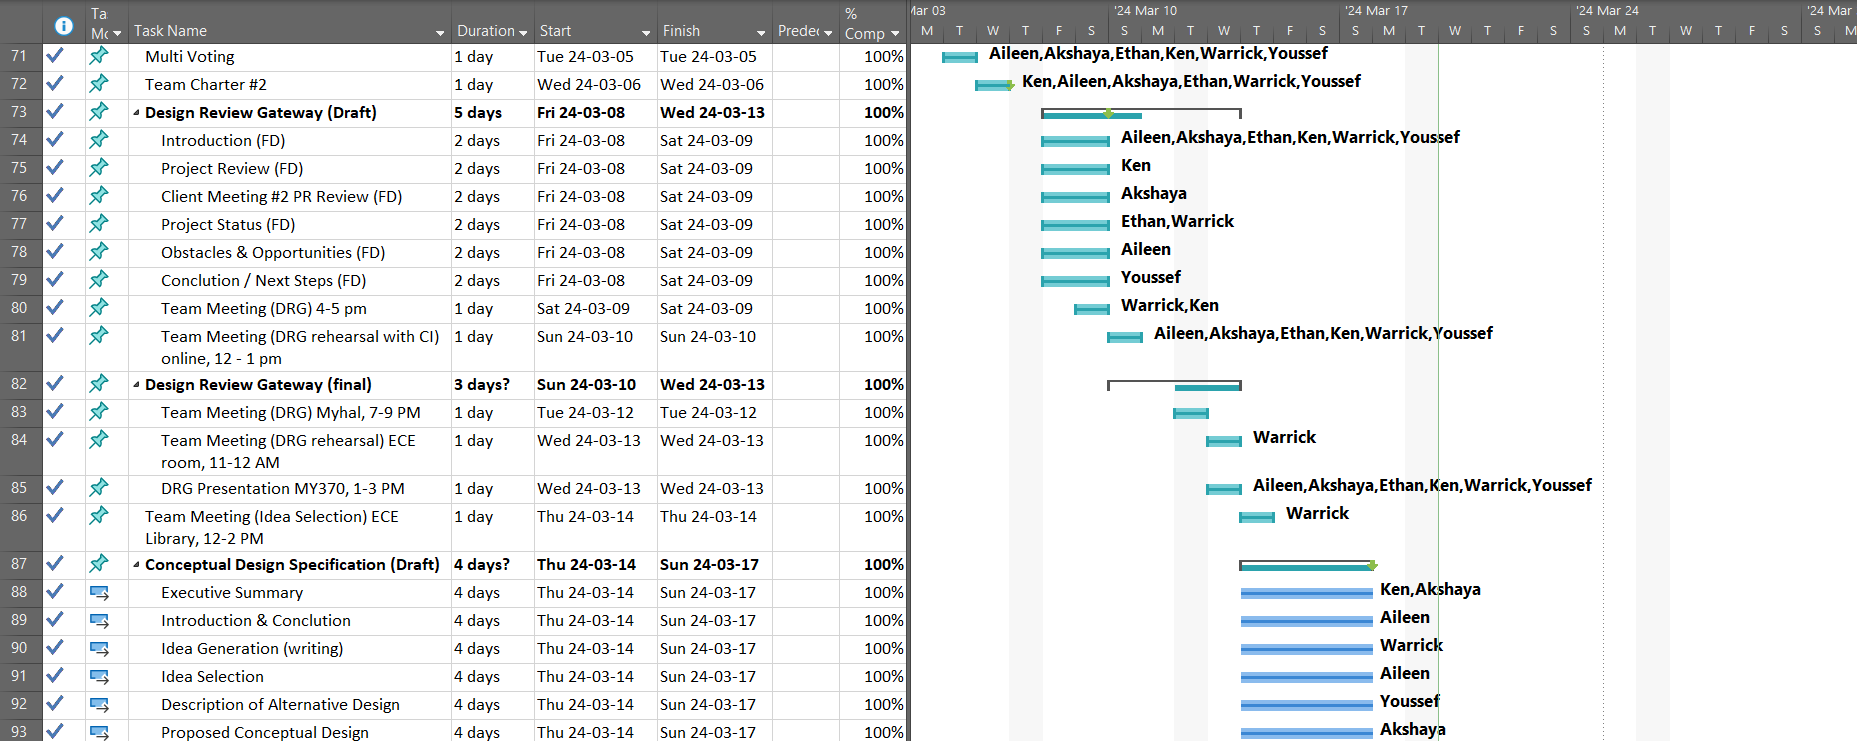 Ta
Mo
Task Name
Duration
Start
Finish
Predec
%
Comp
Mar 03
'24 Mar 10
'24 Mar 17
'24 Mar 24
'24 Mar
M T W T F S S M T W T F S S M T W T F S S M T W T F S S M
71 Multi Voting 1 day Tue 24-03-05 Tue 24-03-05 100% Aileen,Akshaya,Ethan,Ken,Warrick,Youssef
72 Team Charter #2 1 day Wed 24-03-06 Wed 24-03-06 100% Ken,Aileen,Akshaya,Ethan,Warrick,Youssef
73 Design Review Gateway (Draft) 5 days Fri 24-03-08 Wed 24-03-13 100%
74 Introduction (FD) 2 days Fri 24-03-08 Sat 24-03-09 100% Aileen,Akshaya,Ethan,Ken,Warrick,Youssef
75 Project Review (FD) 2 days Fri 24-03-08 Sat 24-03-09 100% Ken
76 Client Meeting #2 PR Review (FD) 2 days Fri 24-03-08 Sat 24-03-09 100% Akshaya
77 Project Status (FD) 2 days Fri 24-03-08 Sat 24-03-09 100% Ethan,Warrick
78 Obstacles & Opportunities (FD) 2 days Fri 24-03-08 Sat 24-03-09 100% Aileen
79 Conclution / Next Steps (FD) 2 days Fri 24-03-08 Sat 24-03-09 100% Youssef
80 Team Meeting (DRG) 4-5 pm 1 day Sat 24-03-09 Sat 24-03-09 100% Warrick,Ken
81 Team Meeting (DRG rehearsal with CI) 1 day Sun 24-03-10 Sun 24-03-10 100% Aileen,Akshaya,Ethan,Ken,Warrick,Youssef
online, 12 - 1 pm
82 Design Review Gateway (final) 3 days? Sun 24-03-10 Wed 24-03-13 100%
83 Team Meeting (DRG) Myhal, 7-9 PM 1 day Tue 24-03-12 Tue 24-03-12 100%
84 Team Meeting (DRG rehearsal) ECE 1 day Wed 24-03-13 Wed 24-03-13 100% Warrick
room, 11-12 AM
85 DRG Presentation MY370, 1-3 PM 1 day Wed 24-03-13 Wed 24-03-13 100% Aileen,Akshaya,Ethan,Ken,Warrick,Youssef
86 Team Meeting (Idea Selection) ECE 1 day Thu 24-03-14 Thu 24-03-14 100% Warrick
Library, 12-2 PM
87 Conceptual Design Specification (Draft) 4 days? Thu 24-03-14 Sun 24-03-17 100%
88 Executive Summary 4 days Thu 24-03-14 Sun 24-03-17 100% Ken,Akshaya
89 Introduction & Conclution 4 days Thu 24-03-14 Sun 24-03-17 100% Aileen
90 Idea Generation (writing) 4 days Thu 24-03-14 Sun 24-03-17 100% Warrick
91 Idea Selection 4 days Thu 24-03-14 Sun 24-03-17 100% Aileen
92 Description of Alternative Design 4 days Thu 24-03-14 Sun 24-03-17 100% Youssef
93 Proposed Conceptual Design 4 days Thu 24-03-14 Sun 24-03-17 100% Akshaya